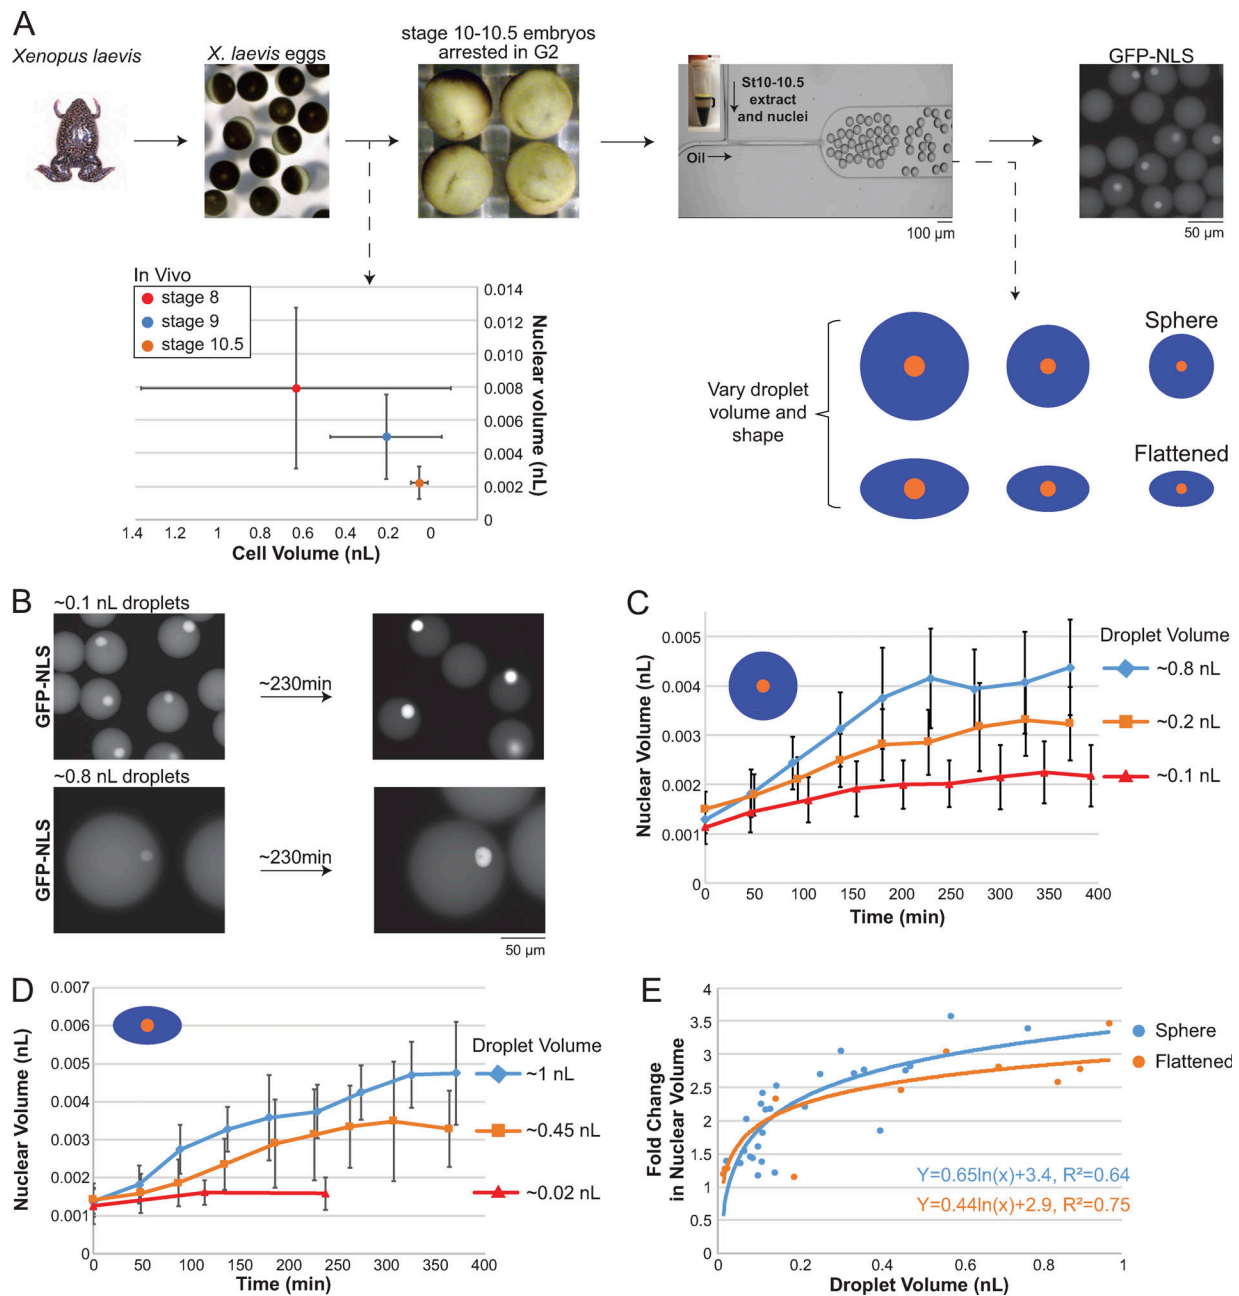 A
Xenopus laevis
X. laevis eggs
stage 10-10.5 embryos
arrested in G2
St10-10.5
extract
and nuclei
Oil
100 µm
GFP-NLS
50 µm
In Vivo
stage 8
stage 9
stage 10.5
0.014
0.012
0.010
0.008
0.006
0.004
0.002
0
Nuclear volume
(nL)
1.4 1.2 1 0.8 0.6 0.4 0.2 0
Cell Volume (nL)
Vary droplet
volume and
shape
Sphere
Flattened
B
~0.1 nL droplets
GFP-NLS
~230min
~0.8 nL droplets
GFP-NLS
~230min
50 µm
C
Nuclear Volume (nL)
0.005
0.004
0.003
0.002
0.001
0
0 50 100 150 200 250 300 350 400
Time (min)
Droplet Volume
~0.8 nL
~0.2 nL
~0.1 nL
D
Nuclear Volume (nL)
0.007
0.006
0.005
0.004
0.003
0.002
0.001
0
0 50 100 150 200 250 300 350 400
Time (min)
Droplet Volume
~1 nL
~0.45 nL
~0.02 nL
E
Fold Change
in Nuclear Volume
4
3.5
3
2.5
2
1.5
1
0.5
0
0 0.2 0.4 0.6 0.8 1
Droplet Volume (nL)
Sphere
Flattened
Y=0.65ln(x)+3.4, R²=0.64
Y=0.44ln(x)+2.9, R²=0.75